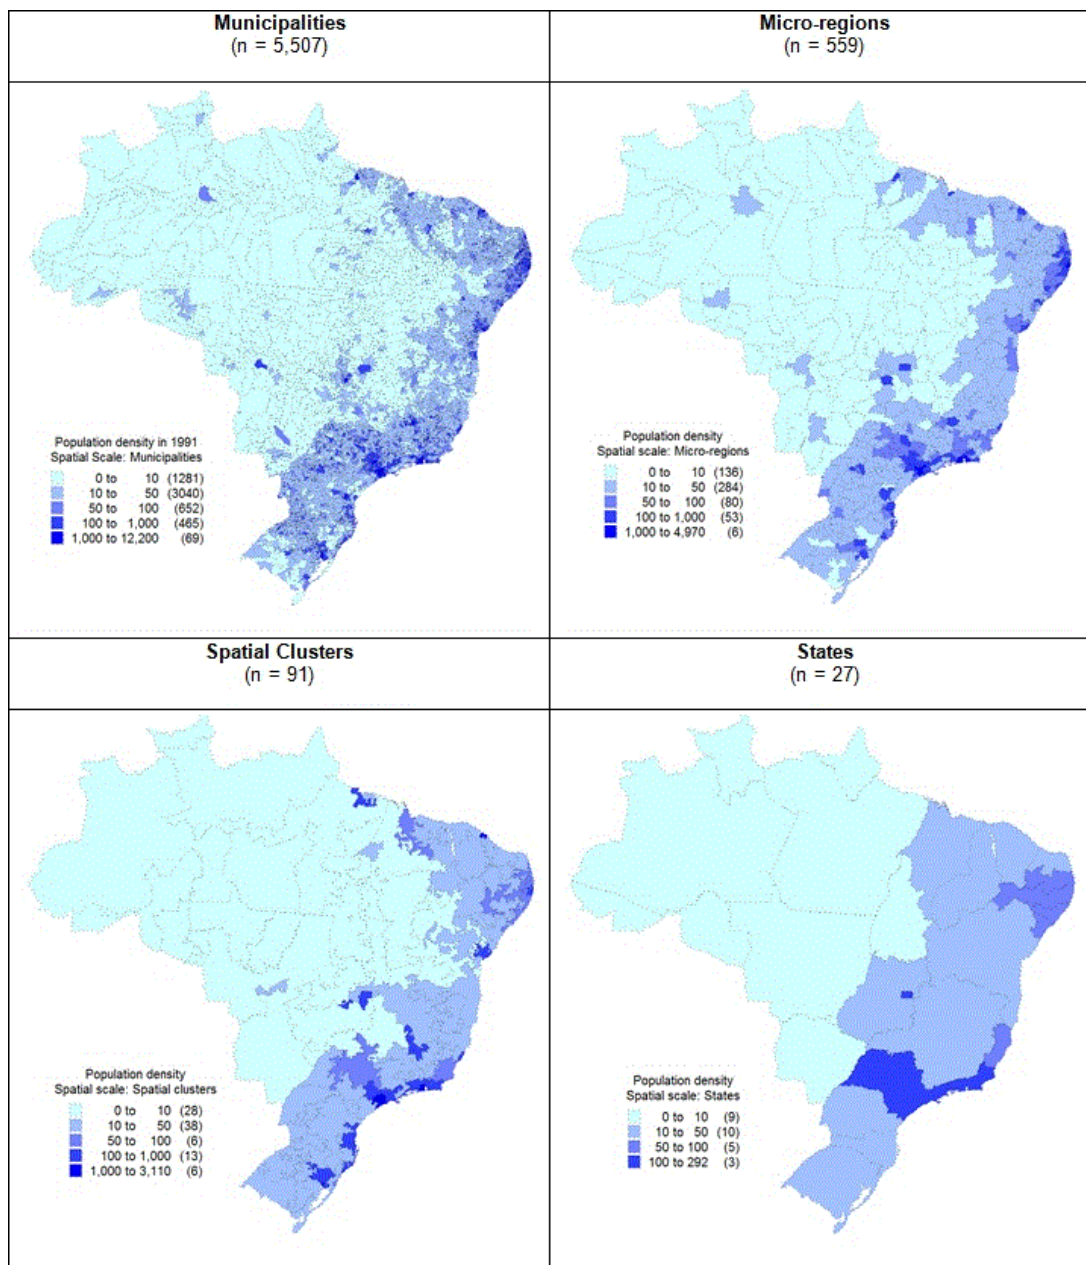 Municipalities
(n = 5,507)
Micro-regions
(n = 559)
Population density in 1991
Spatial Scale: Municipalities
0 to 10 (1281)
10 to 50 (3040)
50 to 100 (652)
100 to 1,000 (465)
1,000 to 12,200 (69)
Population density
Spatial scale: Micro-regions
0 to 10 (136)
10 to 50 (284)
50 to 100 (80)
100 to 1,000 (53)
1,000 to 4,970 (6)
Spatial Clusters
(n = 91)
States
(n = 27)
Population density
Spatial scale: Spatial clusters
0 to 10 (28)
10 to 50 (38)
50 to 100 (6)
100 to 1,000 (13)
1,000 to 3,110 (6)
Population density
Spatial scale: States
0 to 10 (9)
10 to 50 (10)
50 to 100 (5)
100 to 292 (3)